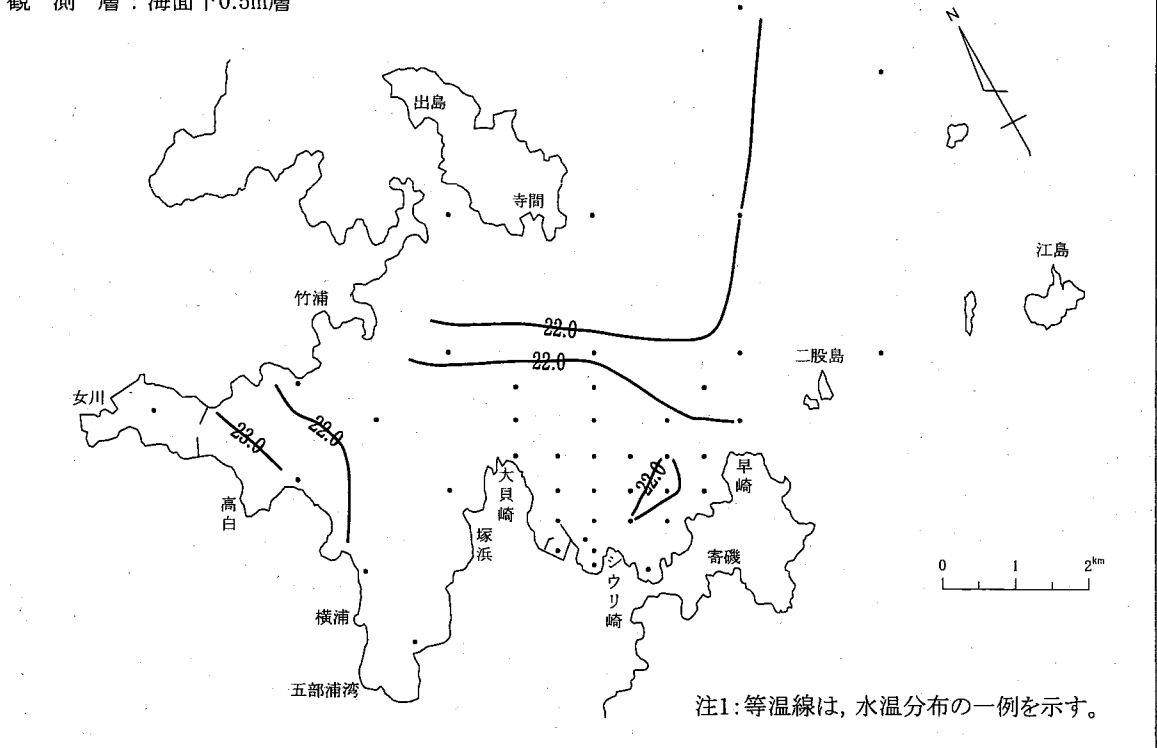 観 測 層：海面下0.5m層
N
出島
寺間
江島
竹浦
22.0
22.0
二股島
女川
23.0
22.0
22.0
早崎
大貝崎
高白
塚浜
寄磯
シウリ崎
0 1 2km
横浦
五部浦湾
注1：等温線は，水温分布の一例を示す。